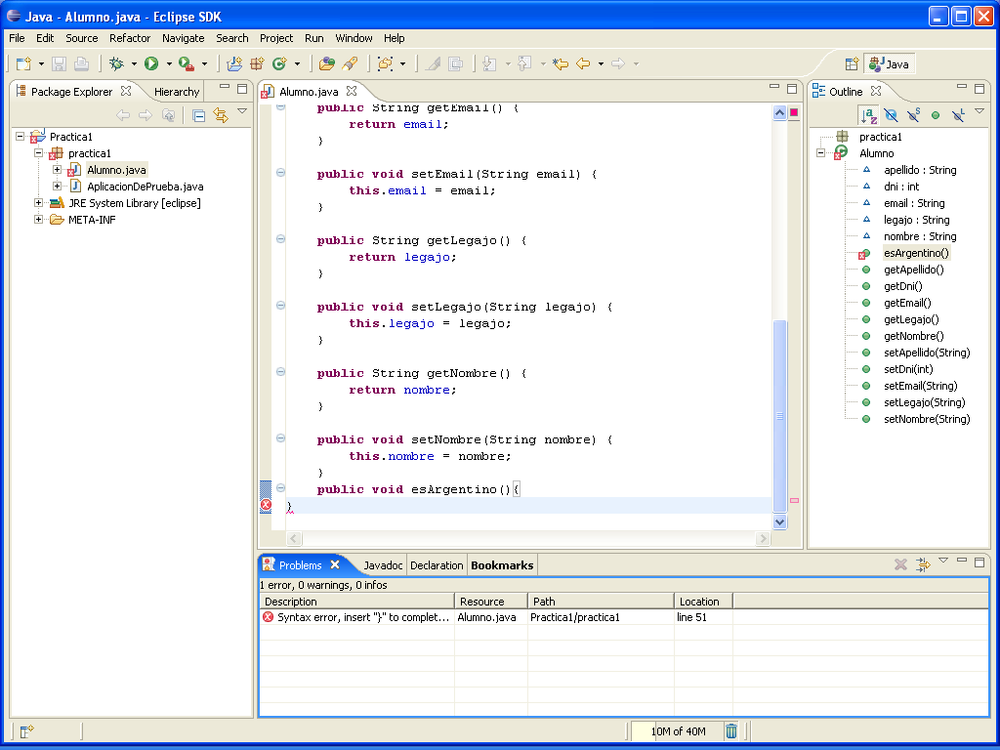 Java - Alumno.java - Eclipse SDK
File Edit Source Refactor Navigate Search Project Run Window Help
Java
Package Explorer
Hierarchy
Practica1
practica1
Alumno.java
AplicacionDePrueba.java
JRE System Library [eclipse]
META-INF
Alumno.java
public String getEmail() {
return email;
}
public void setEmail(String email) {
this.email = email;
}
public String getLegajo() {
return legajo;
}
public void setLegajo(String legajo) {
this.legajo = legajo;
}
public String getNombre() {
return nombre;
}
public void setNombre(String nombre) {
this.nombre = nombre;
}
public void esArgentino(){
}
Outline
practica1
Alumno
apellido : String
dni : int
email : String
legajo : String
nombre : String
esArgentino()
getApellido()
getDni()
getEmail()
getLegajo()
getNombre()
setApellido(String)
setDni(int)
setEmail(String)
setLegajo(String)
setNombre(String)
Problems Javadoc Declaration Bookmarks
1 error, 0 warnings, 0 infos
Description Resource Path Location
Syntax error, insert "}" to complet... Alumno.java Practica1/practica1 line 51
10M of 40M